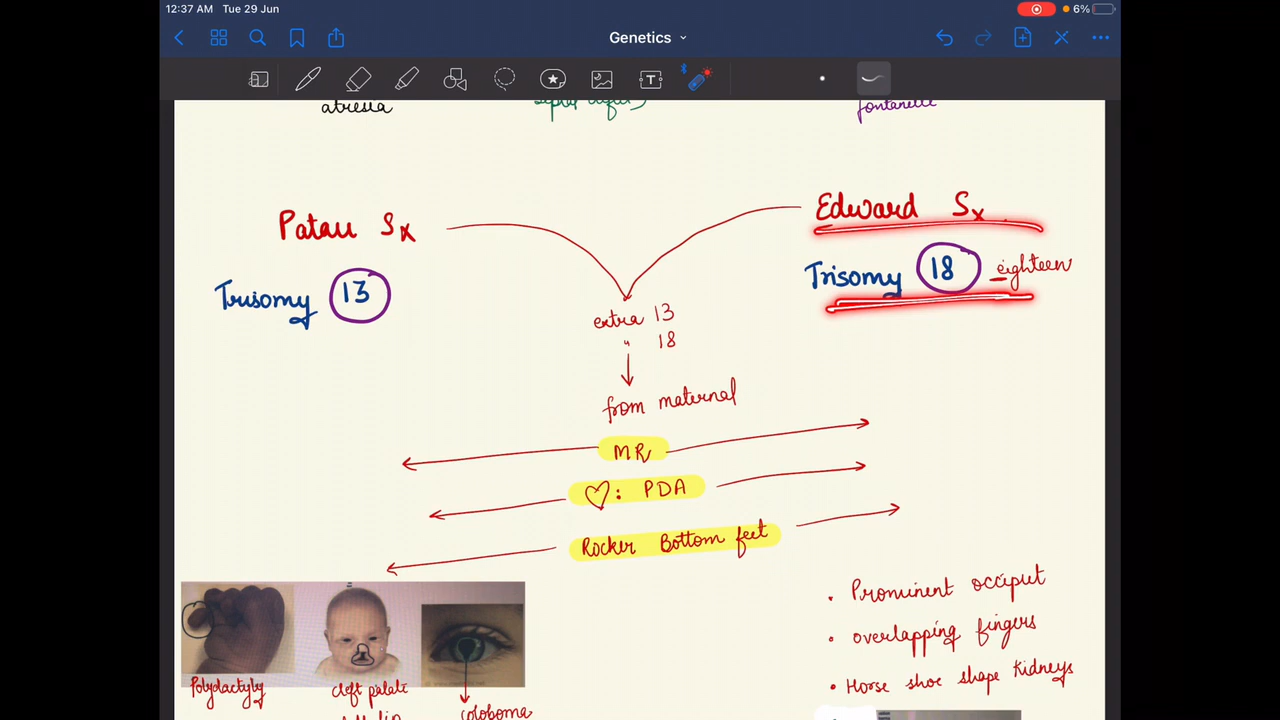 12:37 AM Tue 29 Jun
6%
Genetics
T
atresia
fontanelle
Patau Sx
Edward Sx
Trisomy 13
Trisomy 18 eighteen
extra 13
" 18
from maternal
MR
♡: PDA
Rocker Bottom feet
• Prominent occiput
• overlapping fingers
• Horse shoe shape kidneys
Polydactyly
cleft palate
coloboma